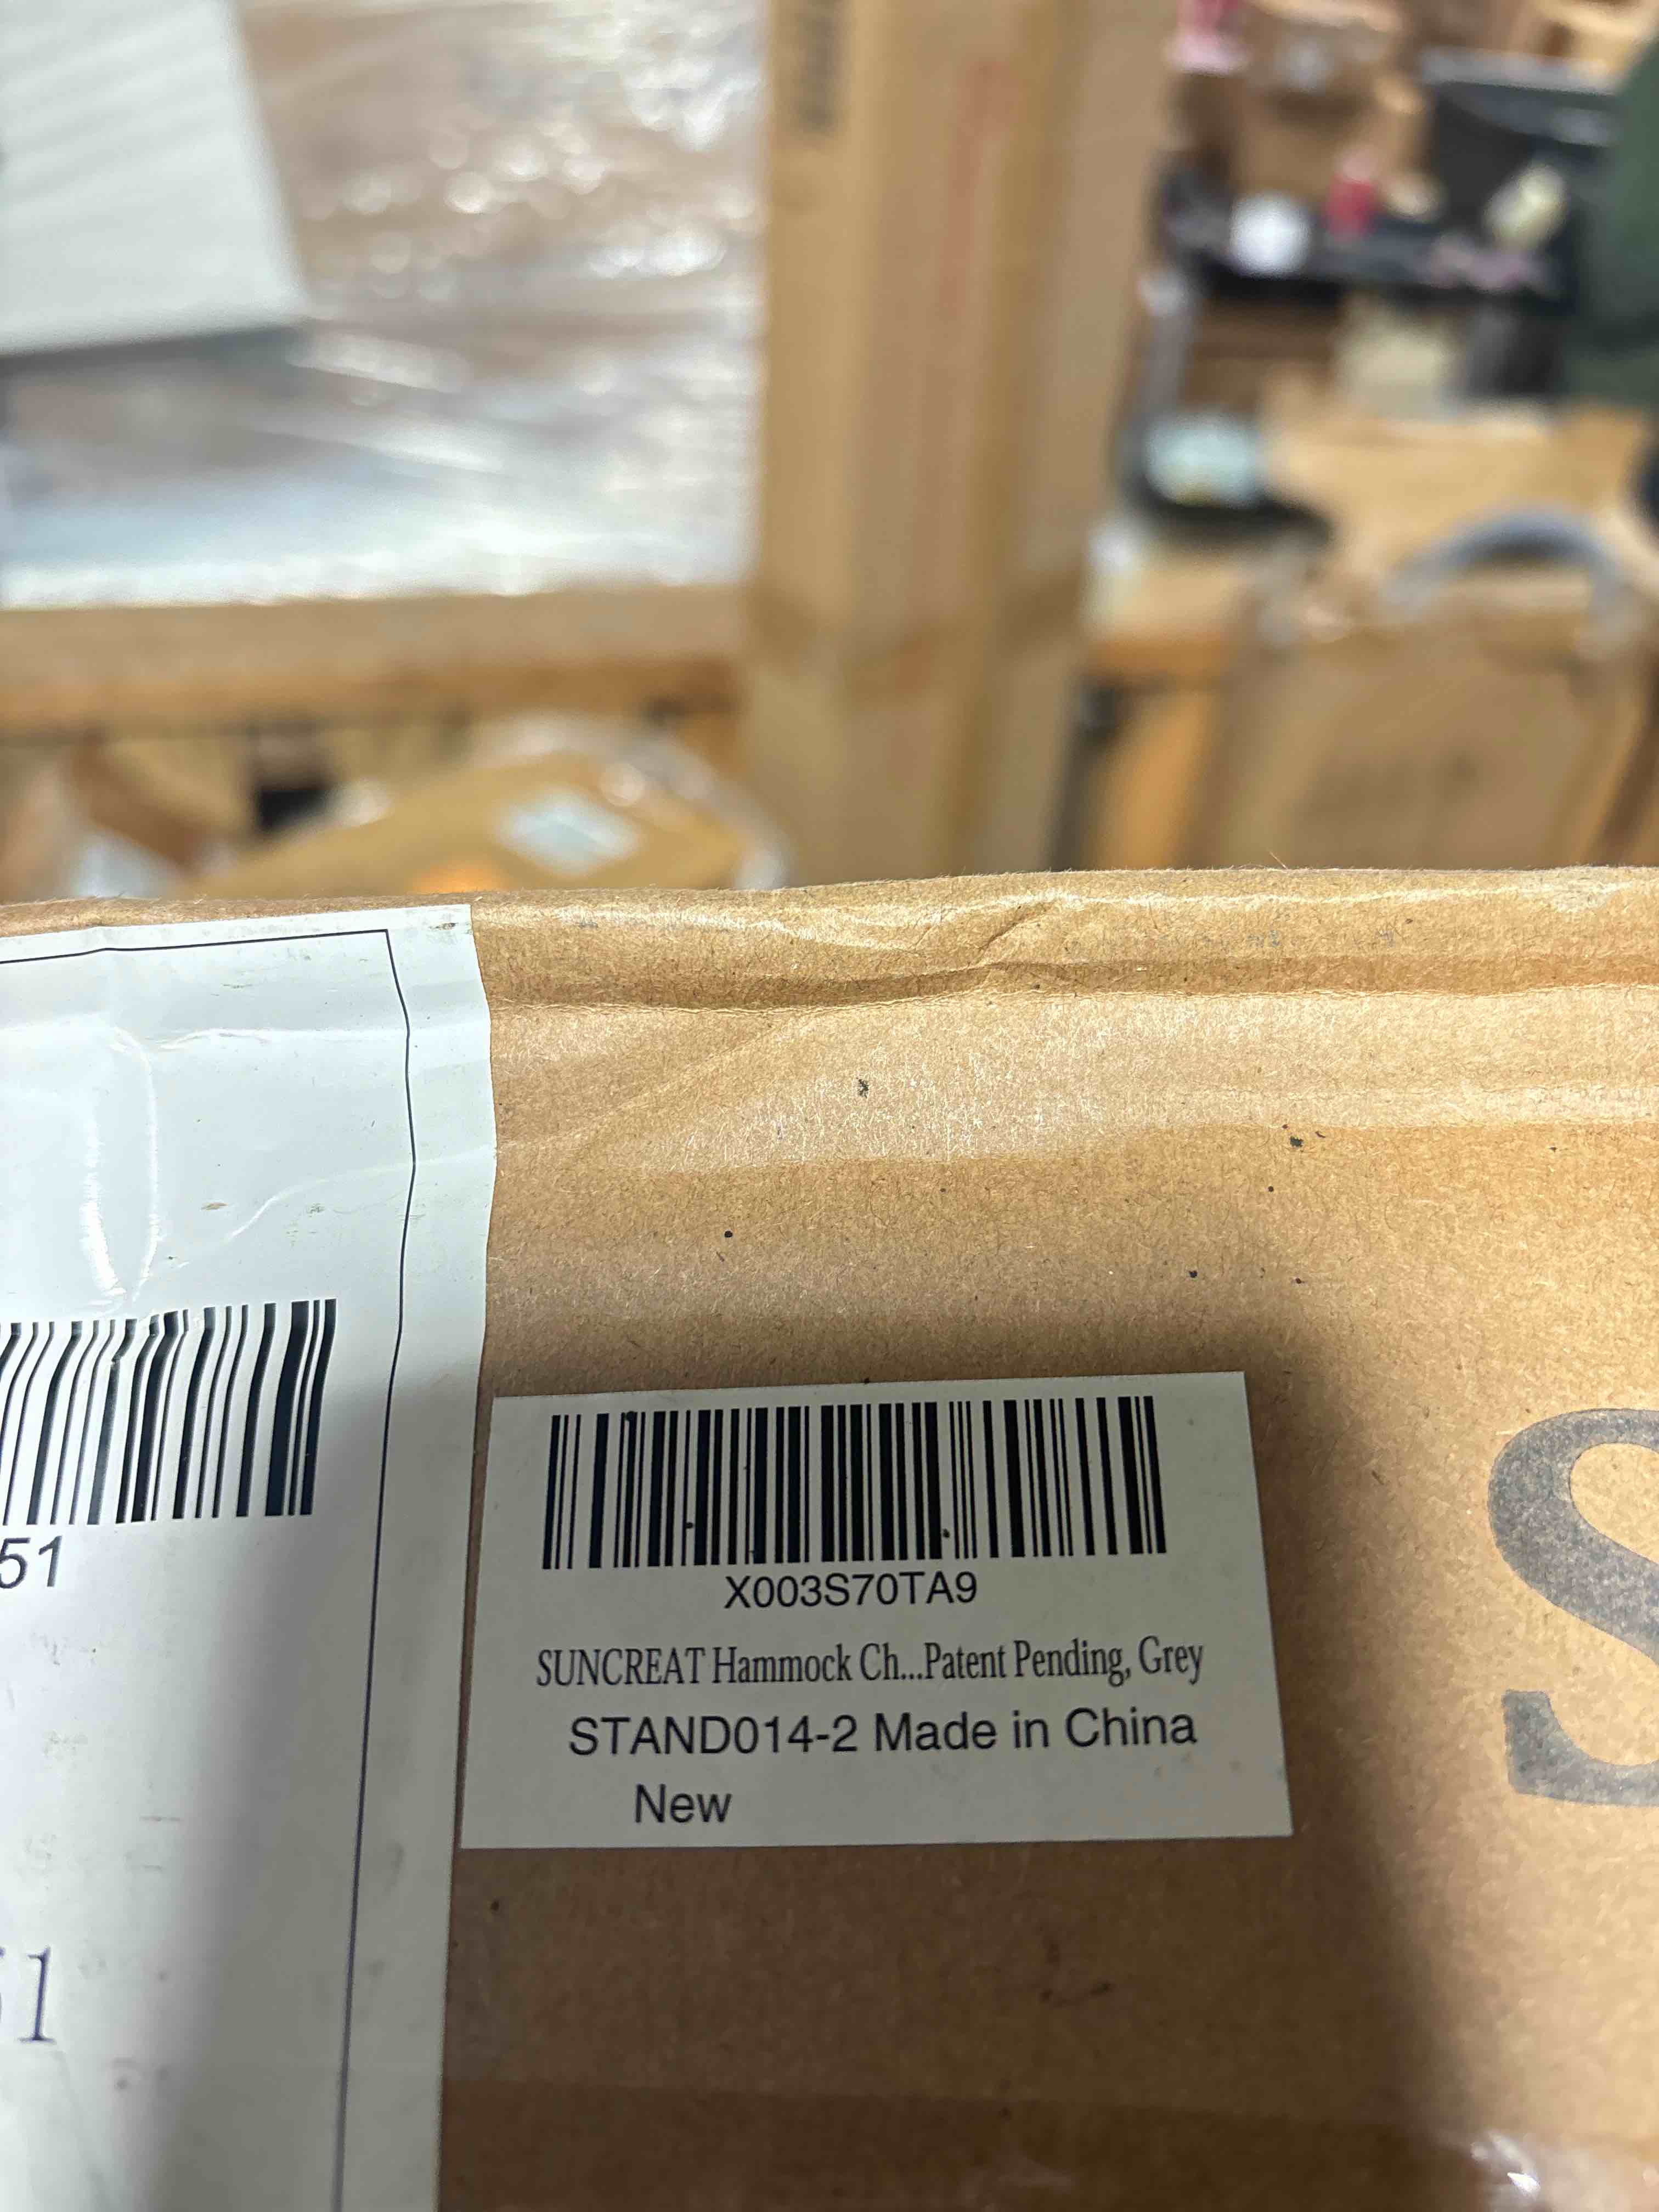 51
X003S70TA9
SUNCREAT Hammock Ch...Patent Pending, Grey
STAND014-2 Made in China
New
S
51